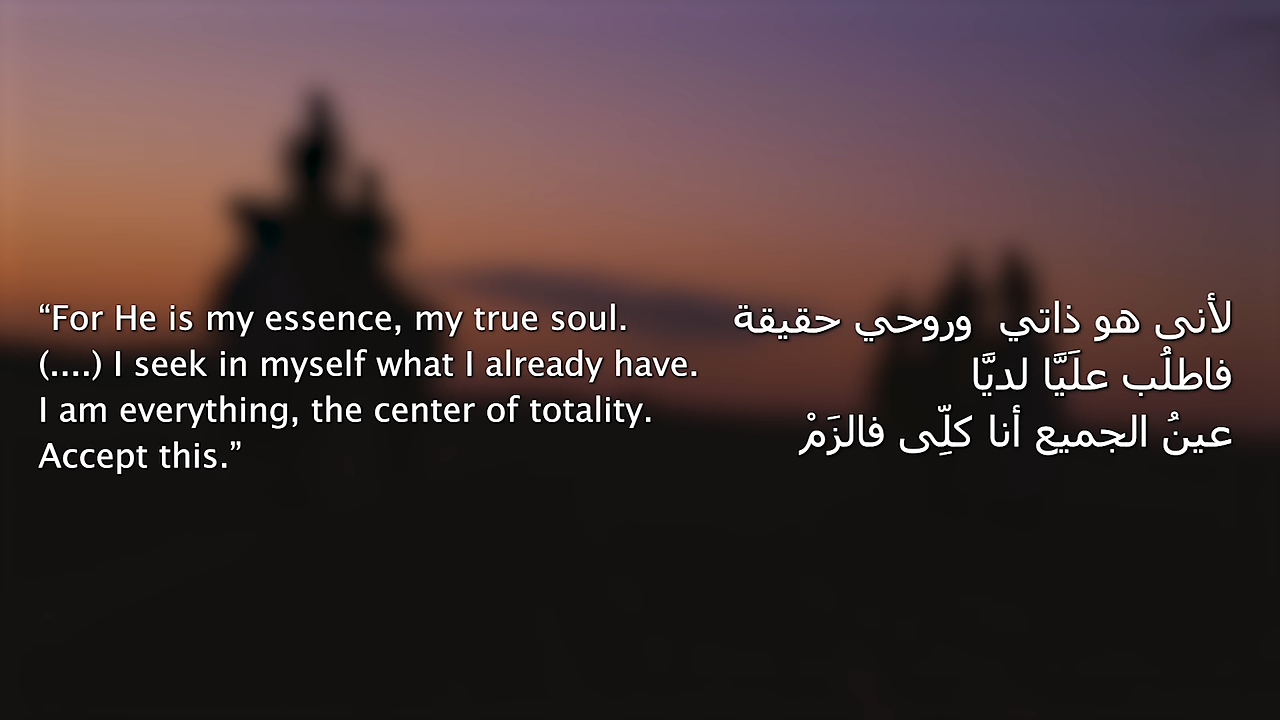 “For He is my essence, my true soul.
(....) I seek in myself what I already have.
I am everything, the center of totality.
Accept this.”
لأنى هو ذاتي وروحي حقيقة
فاطلُب علَيَّا لديَّا
عينُ الجميع أنا كلِّى فالزَمْ